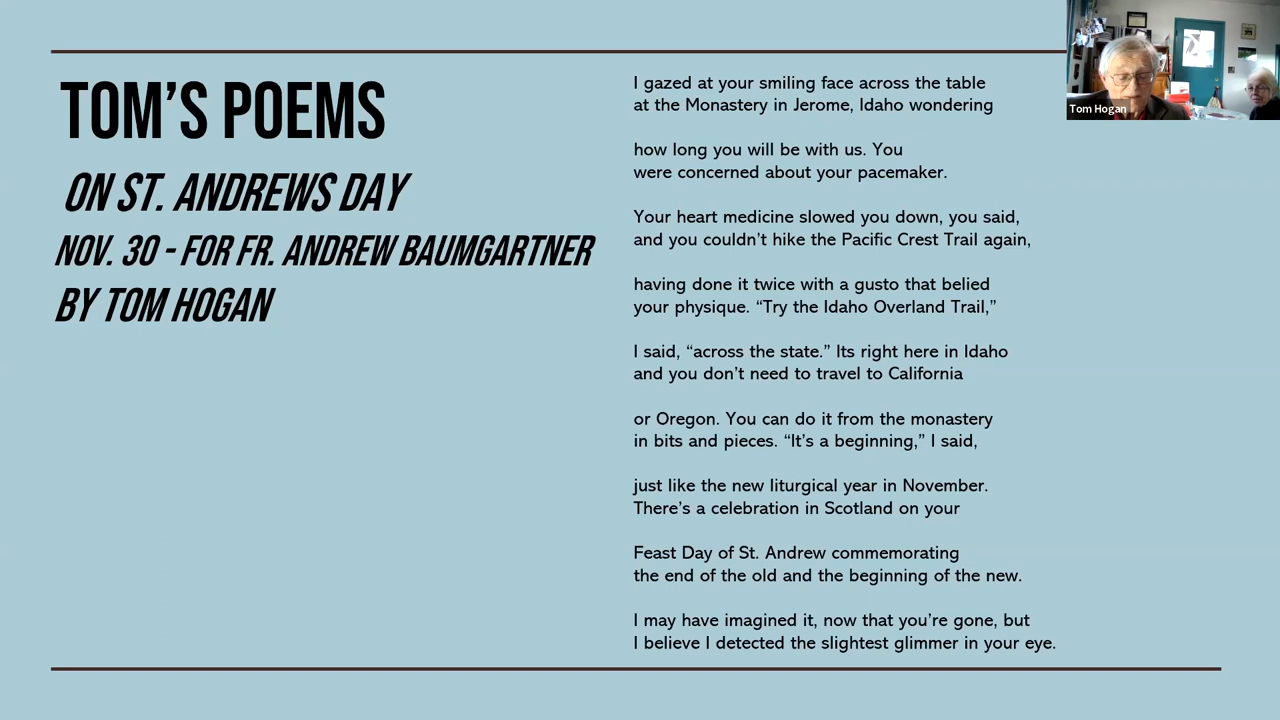 TOM'S POEMS
ON ST. ANDREWS DAY
NOV. 30 - FOR FR. ANDREW BAUMGARTNER
BY TOM HOGAN
I gazed at your smiling face across the table
at the Monastery in Jerome, Idaho wondering
how long you will be with us. You
were concerned about your pacemaker.
Your heart medicine slowed you down, you said,
and you couldn't hike the Pacific Crest Trail again,
having done it twice with a gusto that belied
your physique. “Try the Idaho Overland Trail,”
I said, “across the state.” Its right here in Idaho
and you don't need to travel to California
or Oregon. You can do it from the monastery
in bits and pieces. “It's a beginning,” I said,
just like the new liturgical year in November.
There's a celebration in Scotland on your
Feast Day of St. Andrew commemorating
the end of the old and the beginning of the new.
I may have imagined it, now that you're gone, but
I believe I detected the slightest glimmer in your eye.
Tom Hogan